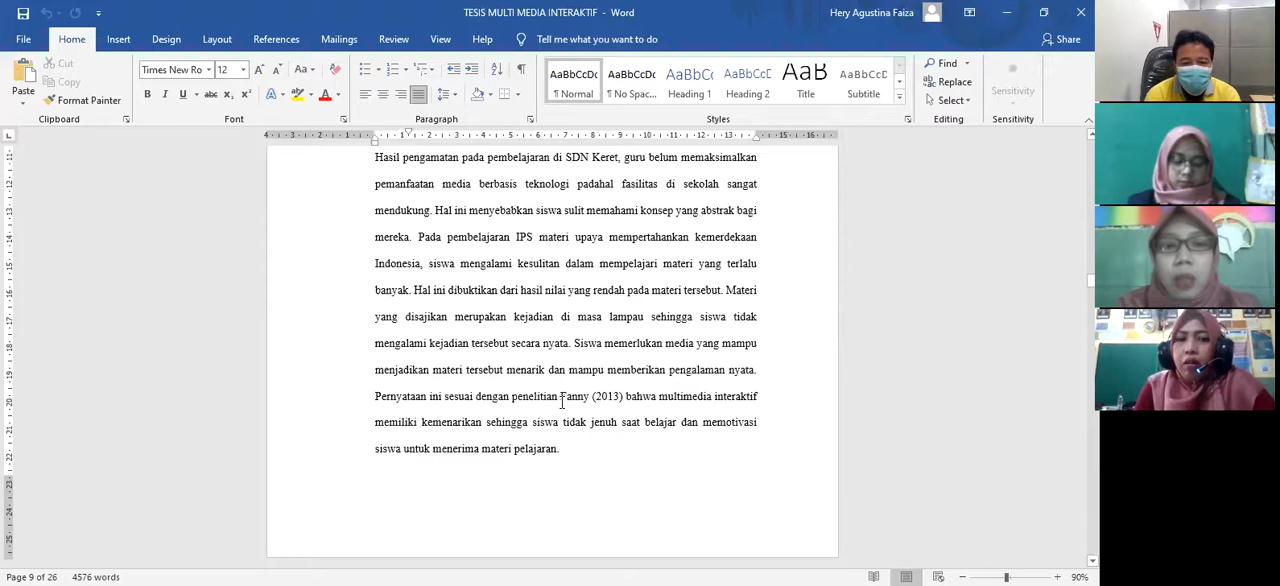 TESIS MULTI MEDIA INTERAKTIF - Word
Hery Agustina Faiza
File Home Insert Design Layout References Mailings Review View Help Tell me what you want to do Share
Paste
Cut
Copy
Format Painter
Clipboard
Times New Ro 12
Font
Paragraph
AaBbCcDc AaBbCcDc AaBbCc AaBbCcD AaB AaBbCcD
¶ Normal ¶ No Spac... Heading 1 Heading 2 Title Subtitle
Styles
Find
Replace
Select
Editing
Sensitivity
Sensitivity
Hasil pengamatan pada pembelajaran di SDN Keret, guru belum memaksimalkan
pemanfaatan media berbasis teknologi padahal fasilitas di sekolah sangat
mendukung. Hal ini menyebabkan siswa sulit memahami konsep yang abstrak bagi
mereka. Pada pembelajaran IPS materi upaya mempertahankan kemerdekaan
Indonesia, siswa mengalami kesulitan dalam mempelajari materi yang terlalu
banyak. Hal ini dibuktikan dari hasil nilai yang rendah pada materi tersebut. Materi
yang disajikan merupakan kejadian di masa lampau sehingga siswa tidak
mengalami kejadian tersebut secara nyata. Siswa memerlukan media yang mampu
menjadikan materi tersebut menarik dan mampu memberikan pengalaman nyata.
Pernyataan ini sesuai dengan penelitian Fanny (2013) bahwa multimedia interaktif
memiliki kemenarikan sehingga siswa tidak jenuh saat belajar dan memotivasi
siswa untuk menerima materi pelajaran.
Page 9 of 26 4576 words
90%